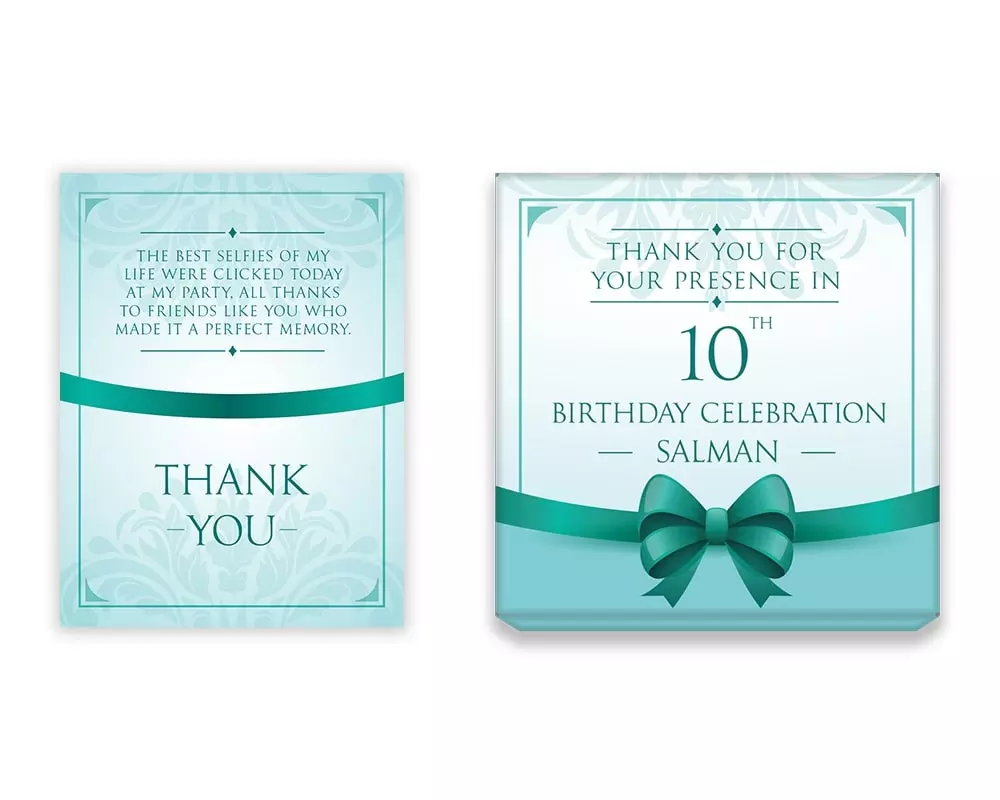 THE BEST SELFIES OF MY
LIFE WERE CLICKED TODAY
AT MY PARTY, ALL THANKS
TO FRIENDS LIKE YOU WHO
MADE IT A PERFECT MEMORY.
THANK
–YOU–
THANK YOU FOR
YOUR PRESENCE IN
10TH
BIRTHDAY CELEBRATION
— SALMAN —